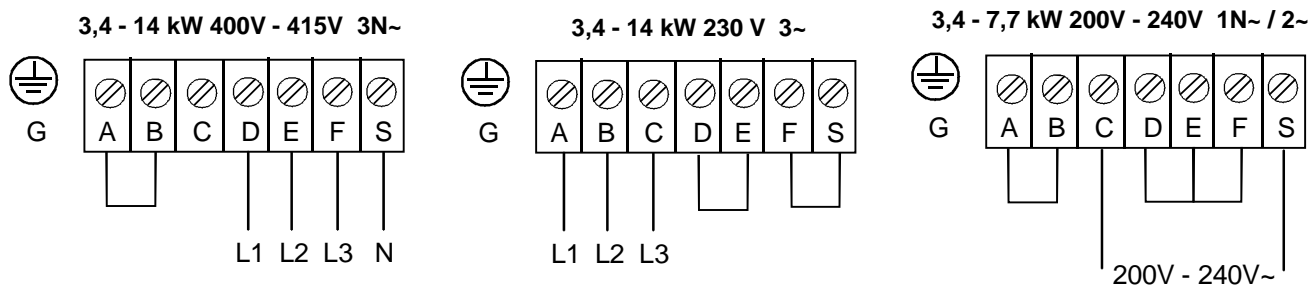 3,4 - 14 kW 400V - 415V 3N~
G A B C D E F S
L1 L2 L3 N
3,4 - 14 kW 230 V 3~
G A B C D E F S
L1 L2 L3
3,4 - 7,7 kW 200V - 240V 1N~ / 2~
G A B C D E F S
200V - 240V~